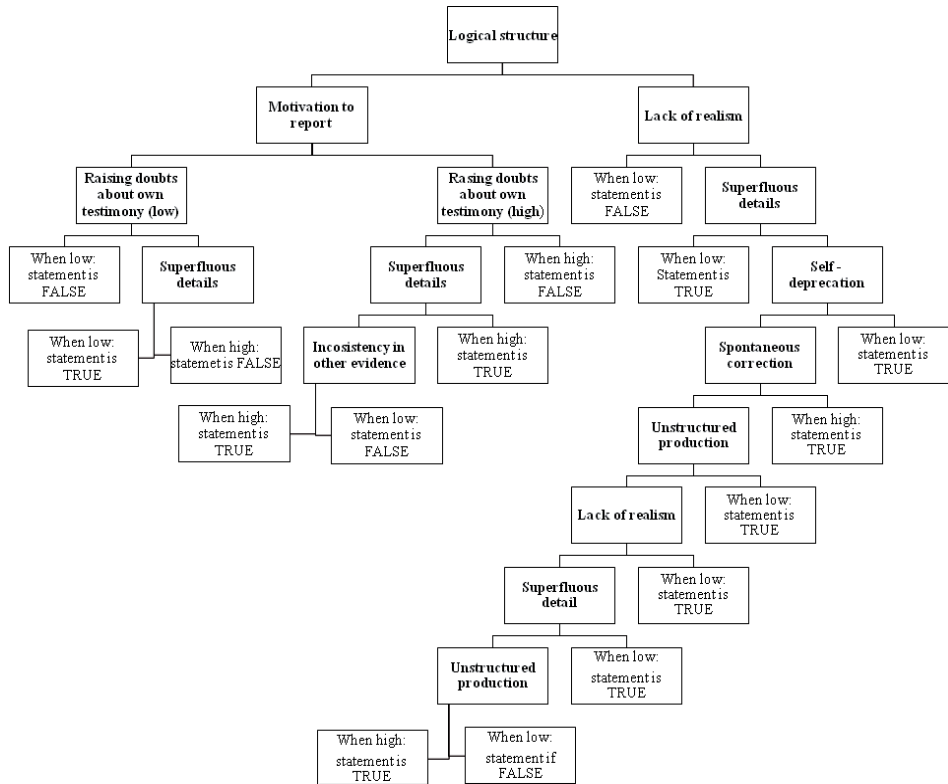 Logical structure
Motivation to
report
Lack of realism
Raising doubts
about own
testimony (low)
Rasing doubts
about own
testimony (high)
When low:
statement is
FALSE
Superfluous
details
When low:
statement is
FALSE
Superfluous
details
Superfluous
details
When high:
statement is
FALSE
When low:
Statement is
TRUE
Self -
deprecation
When low:
statement is
TRUE
When high:
statemet is FALSE
Incosistency in
other evidence
When high:
statement is
TRUE
Spontaneous
correction
When low:
statement is
TRUE
When high:
statement is
TRUE
When low:
statement is
FALSE
Unstructured
production
When high:
statement is
TRUE
Lack of realism
When low:
statement is
TRUE
Superfluous
detail
When low:
statement is
TRUE
Unstructured
production
When low:
statement is
TRUE
When high:
statement is
TRUE
When low:
statement if
FALSE